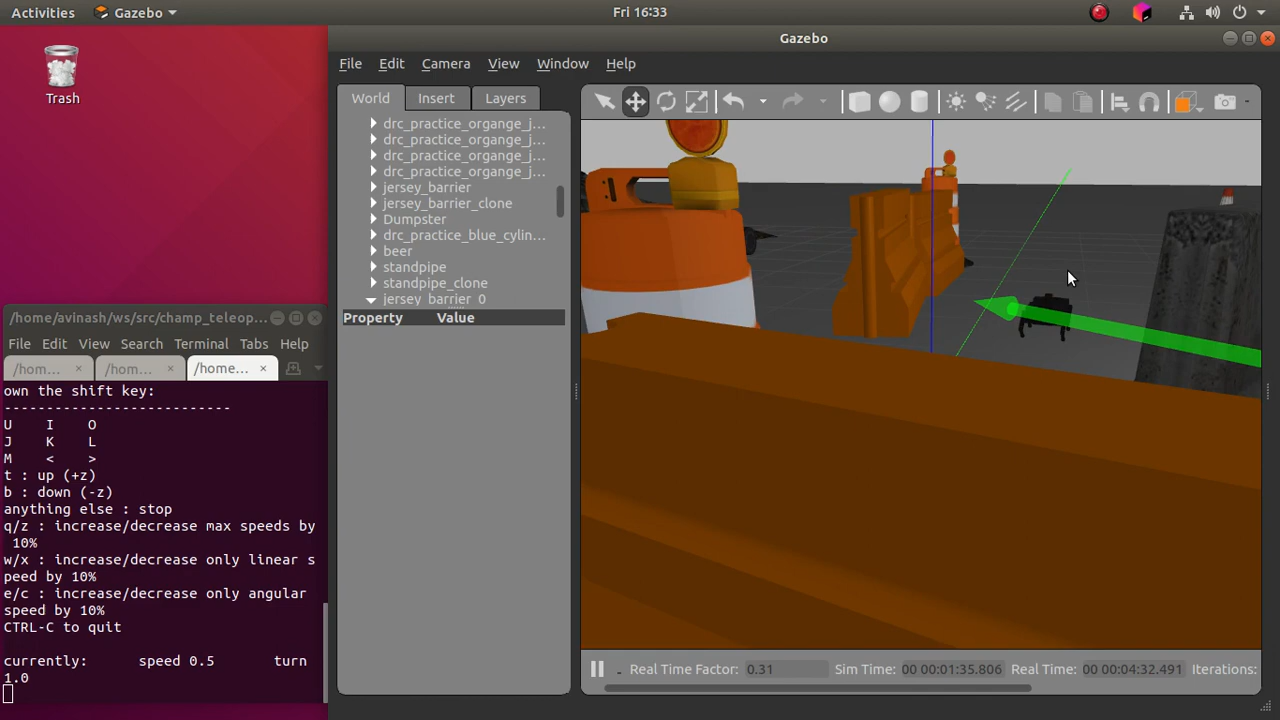 Activities
Gazebo
Fri 16:33
Trash
Gazebo
File Edit Camera View Window Help
World Insert Layers
drc_practice_organge_j...
drc_practice_organge_j...
drc_practice_organge_j...
drc_practice_organge_j...
jersey_barrier
jersey_barrier_clone
Dumpster
drc_practice_blue_cylin...
beer
standpipe
standpipe_clone
jersey_barrier_0
Property Value
/home/avinash/ws/src/champ_teleop...
File Edit View Search Terminal Tabs Help
/hom... × /hom... × /home... ×
own the shift key:
---------------------------
U I O
J K L
M < >
t : up (+z)
b : down (-z)
anything else : stop
q/z : increase/decrease max speeds by
10%
w/x : increase/decrease only linear s
peed by 10%
e/c : increase/decrease only angular
speed by 10%
CTRL-C to quit
currently: speed 0.5 turn
1.0
Real Time Factor: 0.31 Sim Time: 00 00:01:35.806 Real Time: 00 00:04:32.491 Iterations: